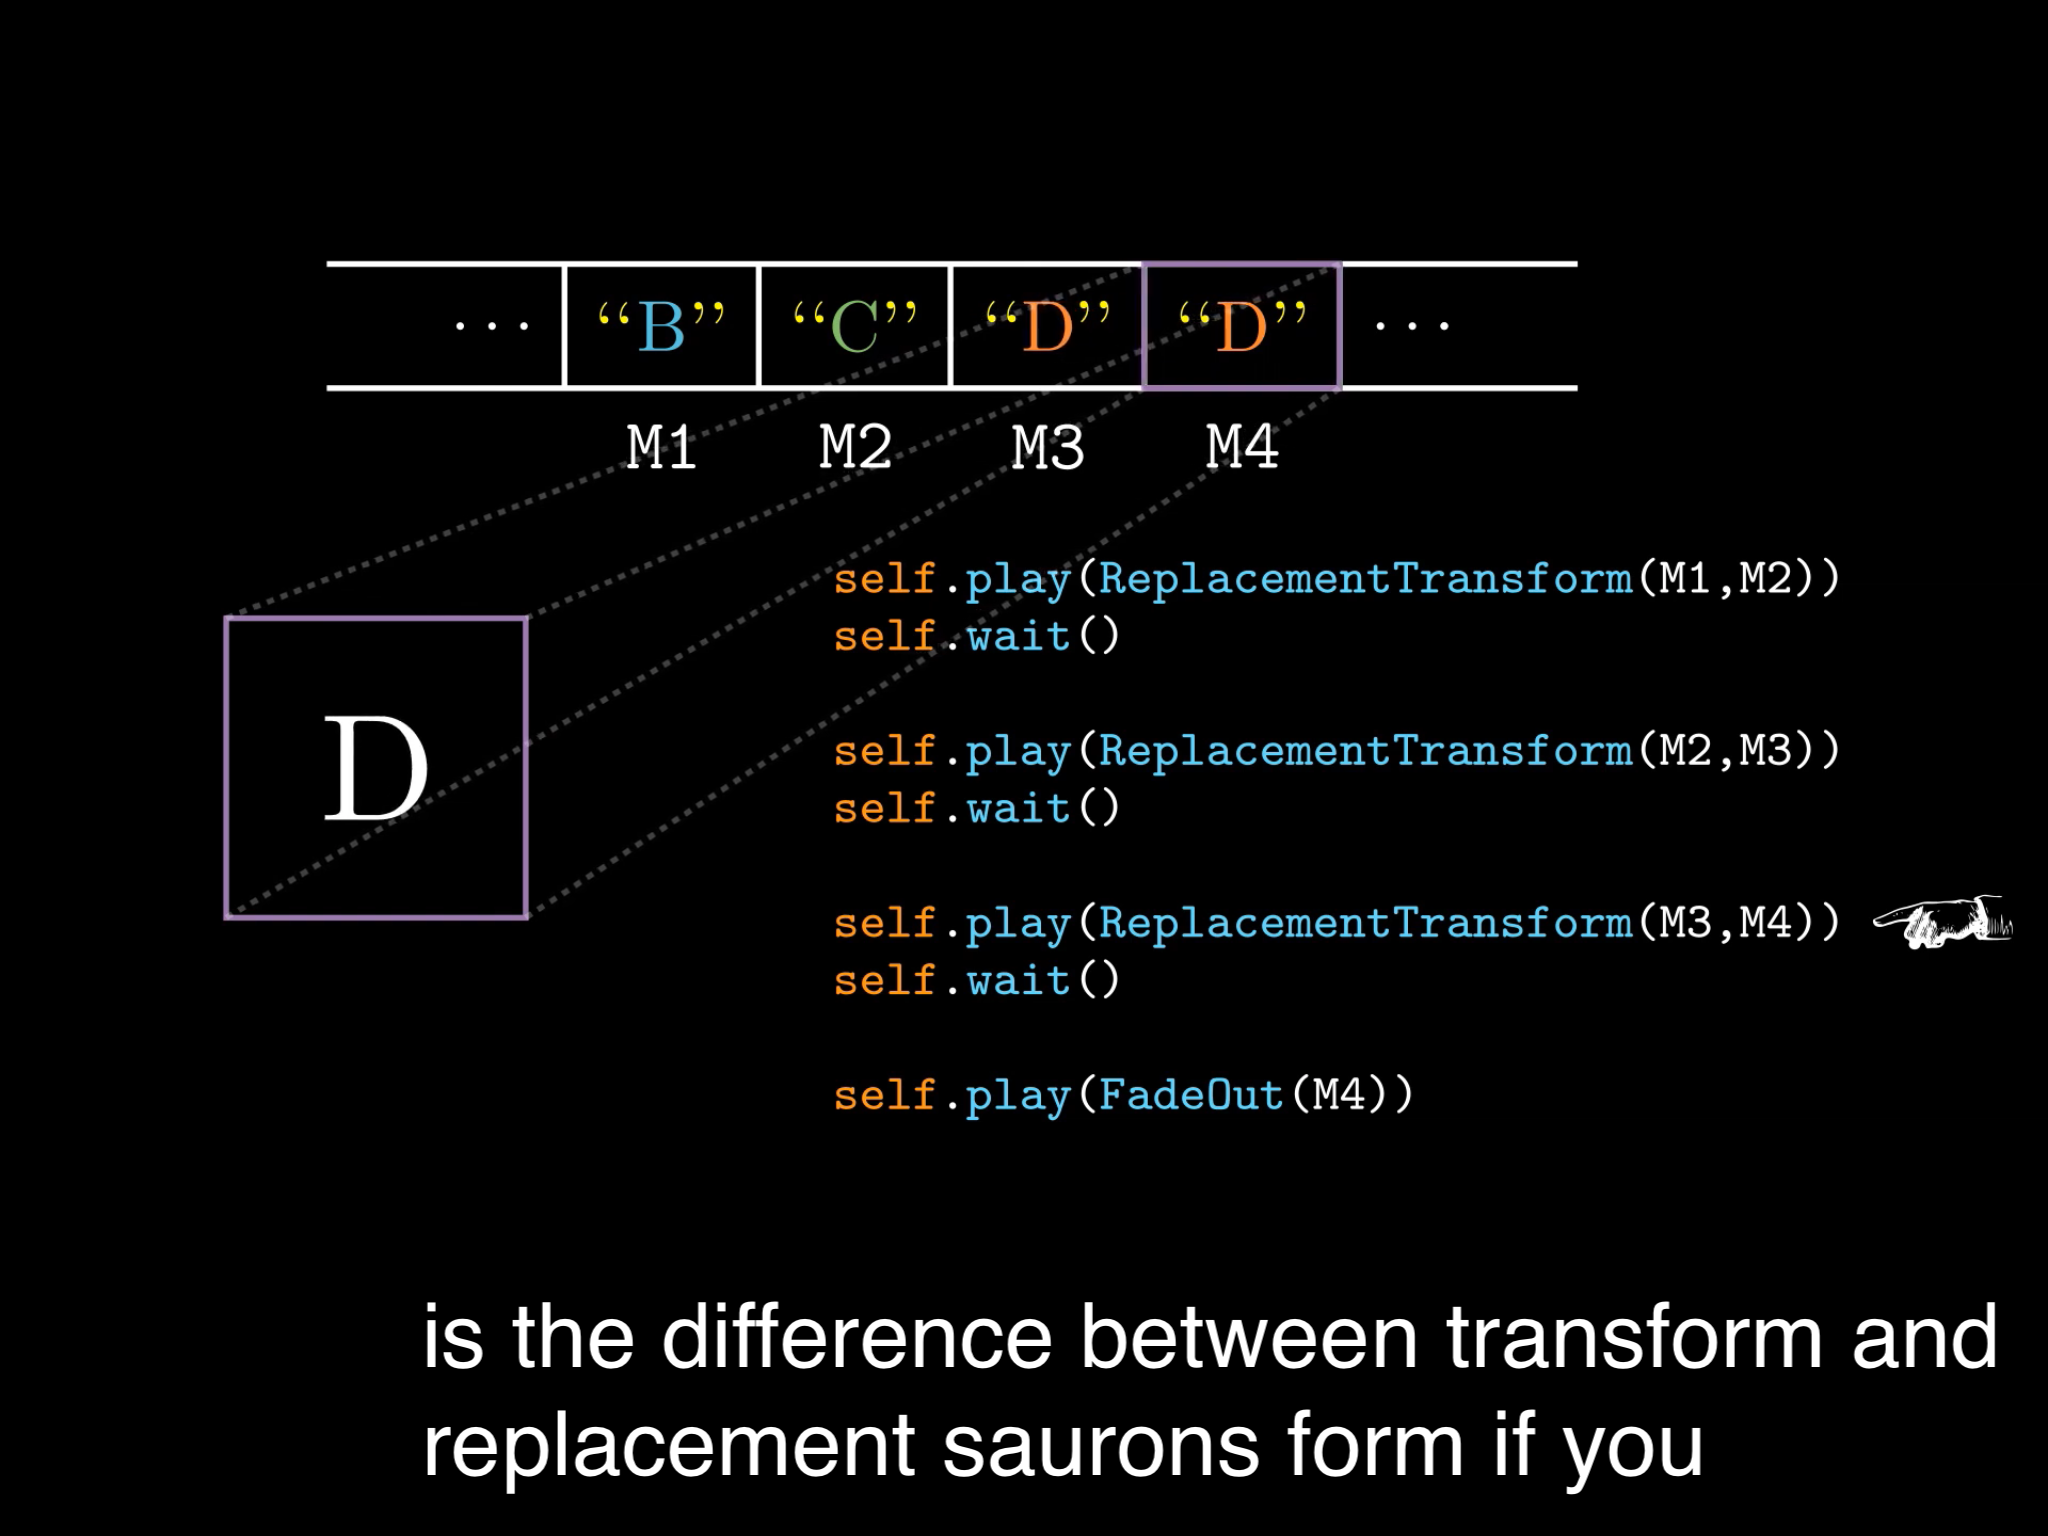 ... “B” “C” “D” “D” ...
M1 M2 M3 M4
self.play(ReplacementTransform(M1,M2))
self.wait()
D
self.play(ReplacementTransform(M2,M3))
self.wait()
self.play(ReplacementTransform(M3,M4))
self.wait()
self.play(FadeOut(M4))
is the difference between transform and
replacement saurons form if you